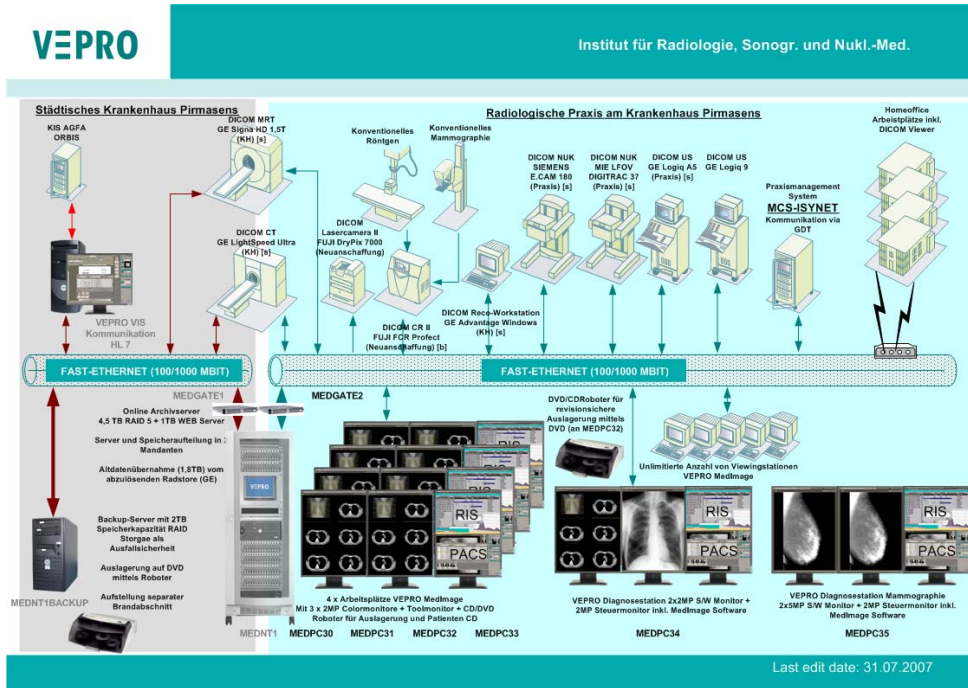 VEPRO
Institut für Radiologie, Sonogr. und Nukl.-Med.
Städtisches Krankenhaus Pirmasens
Radiologische Praxis am Krankenhaus Pirmasens
KIS AGFA
ORBIS
DICOM MRT
GE Signa HD 1,5T
(KH) [s]
Konventionelles
Röntgen
Konventionelles
Mammographie
DICOM NUK
SIEMENS
E.CAM 180
(Praxis) [s]
DICOM NUK
MIE LFOV
DIGITRAC 37
(Praxis) [s]
DICOM US
GE Logiq A5
(Praxis) [s]
DICOM US
GE Logiq 9
Praxismanagement
System
MCS-ISYNET
Kommunikation via
GDT
Homeoffice
Arbeistplätze inkl.
DICOM Viewer
DICOM CT
GE LightSpeed Ultra
(KH) [s]
DICOM
Lasercamera II
FUJI DryPix 7000
(Neuanschaffung)
DICOM CR II
FUJI FCR Profect
(Neuanschaffung) [b]
DICOM Reco-Workstation
GE Advantage Windows
(KH) [s]
VEPRO VIS
Kommunikation
HL 7
FAST-ETHERNET (100/1000 MBIT)
FAST-ETHERNET (100/1000 MBIT)
MEDGATE1
MEDGATE2
Online Archivserver
4,5 TB RAID 5 + 1TB WEB Server
Server und Speicheraufteilung in 2
Mandanten
Altdatenübernahme (1,8TB) vom
abzulösenden Radstore (GE)
Backup-Server mit 2TB
Speicherkapazität RAID
Storgae als
Ausfallsicherheit
Auslagerung auf DVD
mittels Roboter
Aufstellung separater
Brandabschnitt
MEDNT1BACKUP
VEPRO
MEDNT1
RIS
PACS
4 x Arbeitsplätze VEPRO MedImage
Mit 3 x 2MP Colormonitore + Toolmonitor + CD/DVD
Roboter für Auslagerung und Patienten CD
MEDPC30
MEDPC31
MEDPC32
MEDPC33
DVD/CDRoboter für
revisionsichere
Auslagerung mittels
DVD (an MEDPC32)
Unlimitierte Anzahl von Viewingstationen
VEPRO MedImage
RIS
PACS
VEPRO Diagnosestation 2x2MP S/W Monitor +
2MP Steuermonitor inkl. MedImage Software
MEDPC34
RIS
PACS
VEPRO Diagnosestation Mammographie
2x5MP S/W Monitor + 2MP Steuermonitor inkl.
MedImage Software
MEDPC35
Last edit date: 31.07.2007